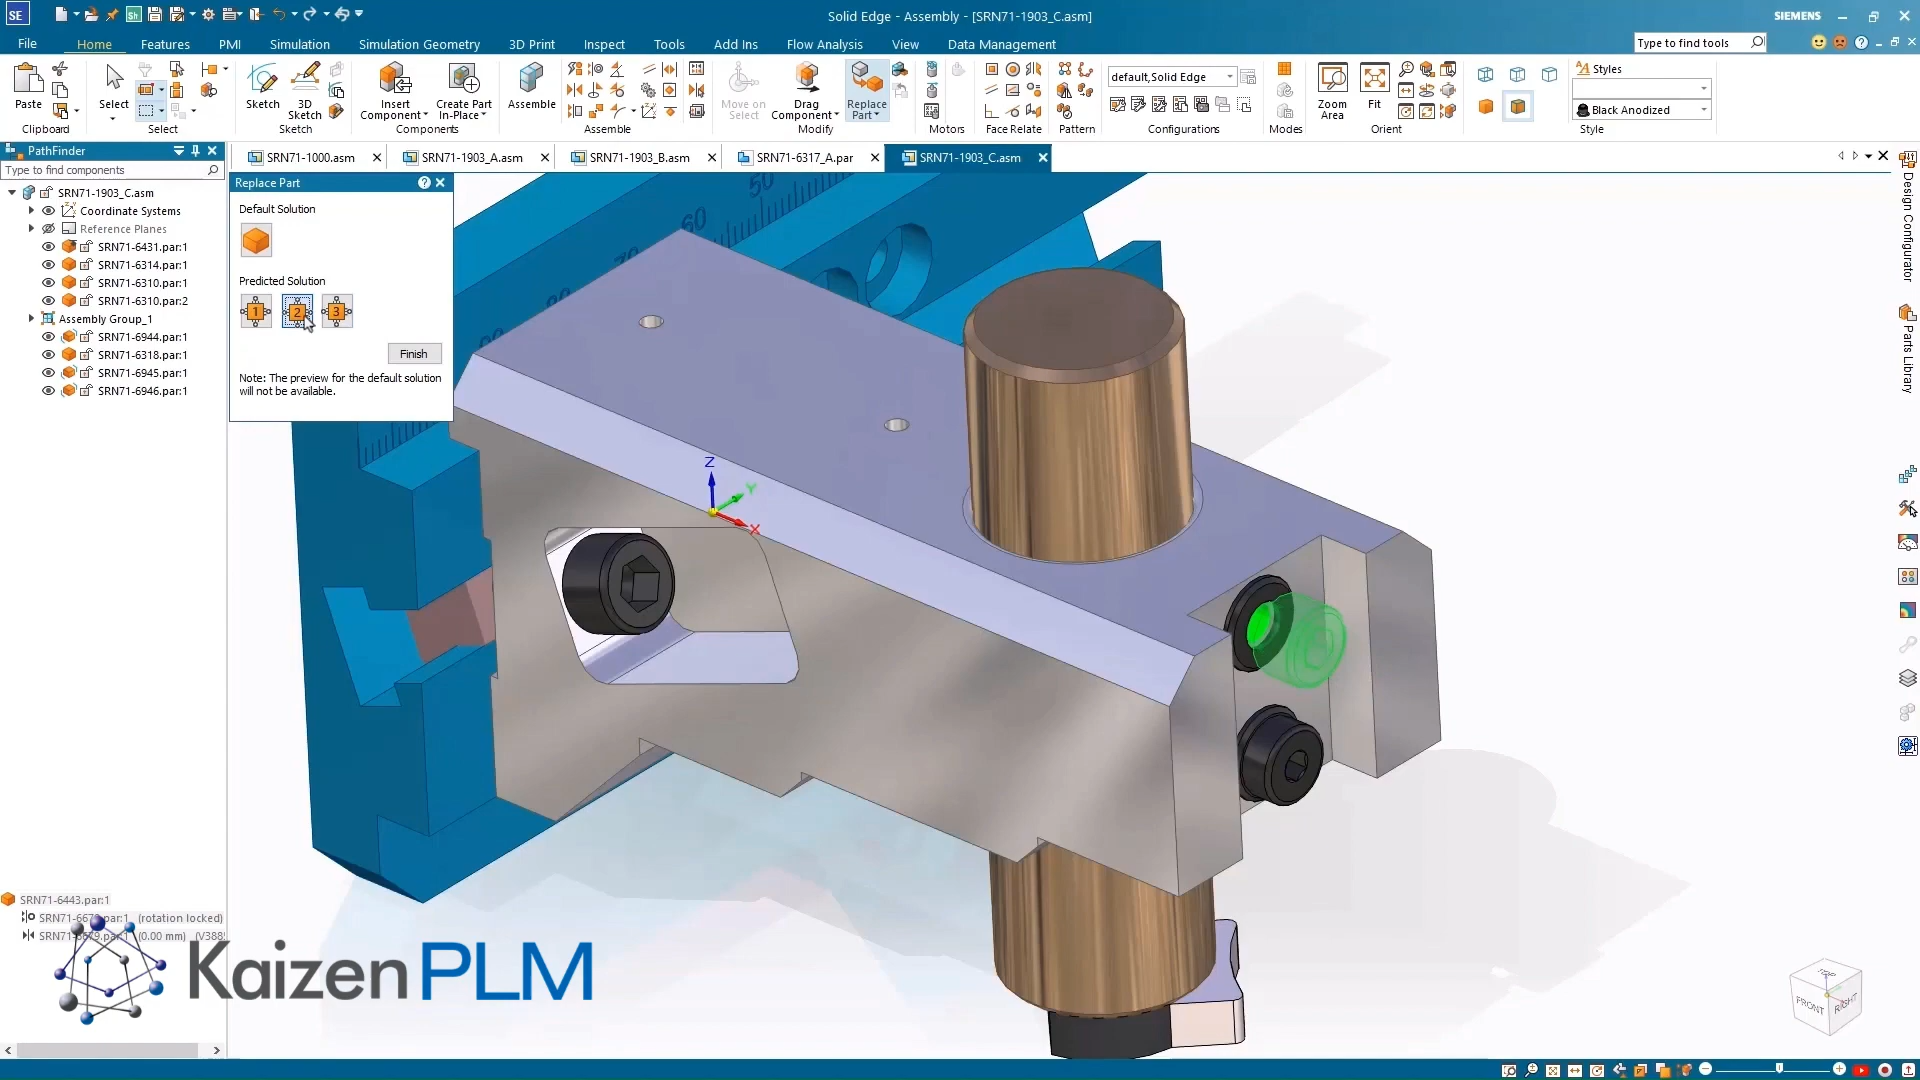 SE
Solid Edge - Assembly - [SRN71-1903_C.asm]
SIEMENS
File Home Features PMI Simulation Simulation Geometry 3D Print Inspect Tools Add Ins Flow Analysis View Data Management
Type to find tools
Paste
Clipboard
Select
Select
Sketch
3D Sketch
Sketch
Insert Component
Create Part In-Place
Components
Assemble
Assemble
Move on Select
Drag Component
Replace Part
Modify
Motors
Face Relate
Pattern
default,Solid Edge
Configurations
Modes
Zoom Area
Fit
Orient
Styles
Black Anodized
Style
PathFinder
Type to find components
SRN71-1000.asm
SRN71-1903_A.asm
SRN71-1903_B.asm
SRN71-6317_A.par
SRN71-1903_C.asm
SRN71-1903_C.asm
Coordinate Systems
Reference Planes
SRN71-6431.par:1
SRN71-6314.par:1
SRN71-6310.par:1
SRN71-6310.par:2
Assembly Group_1
SRN71-6944.par:1
SRN71-6318.par:1
SRN71-6945.par:1
SRN71-6946.par:1
Replace Part
Default Solution
Predicted Solution
1 2 3
Finish
Note: The preview for the default solution
will not be available.
50
60
70
Z
Y
X
Design Configurator
Parts Library
SRN71-6443.par:1
(rotation locked)
(0.00 mm)
Kaizen PLM
TOP
FRONT
RIGHT